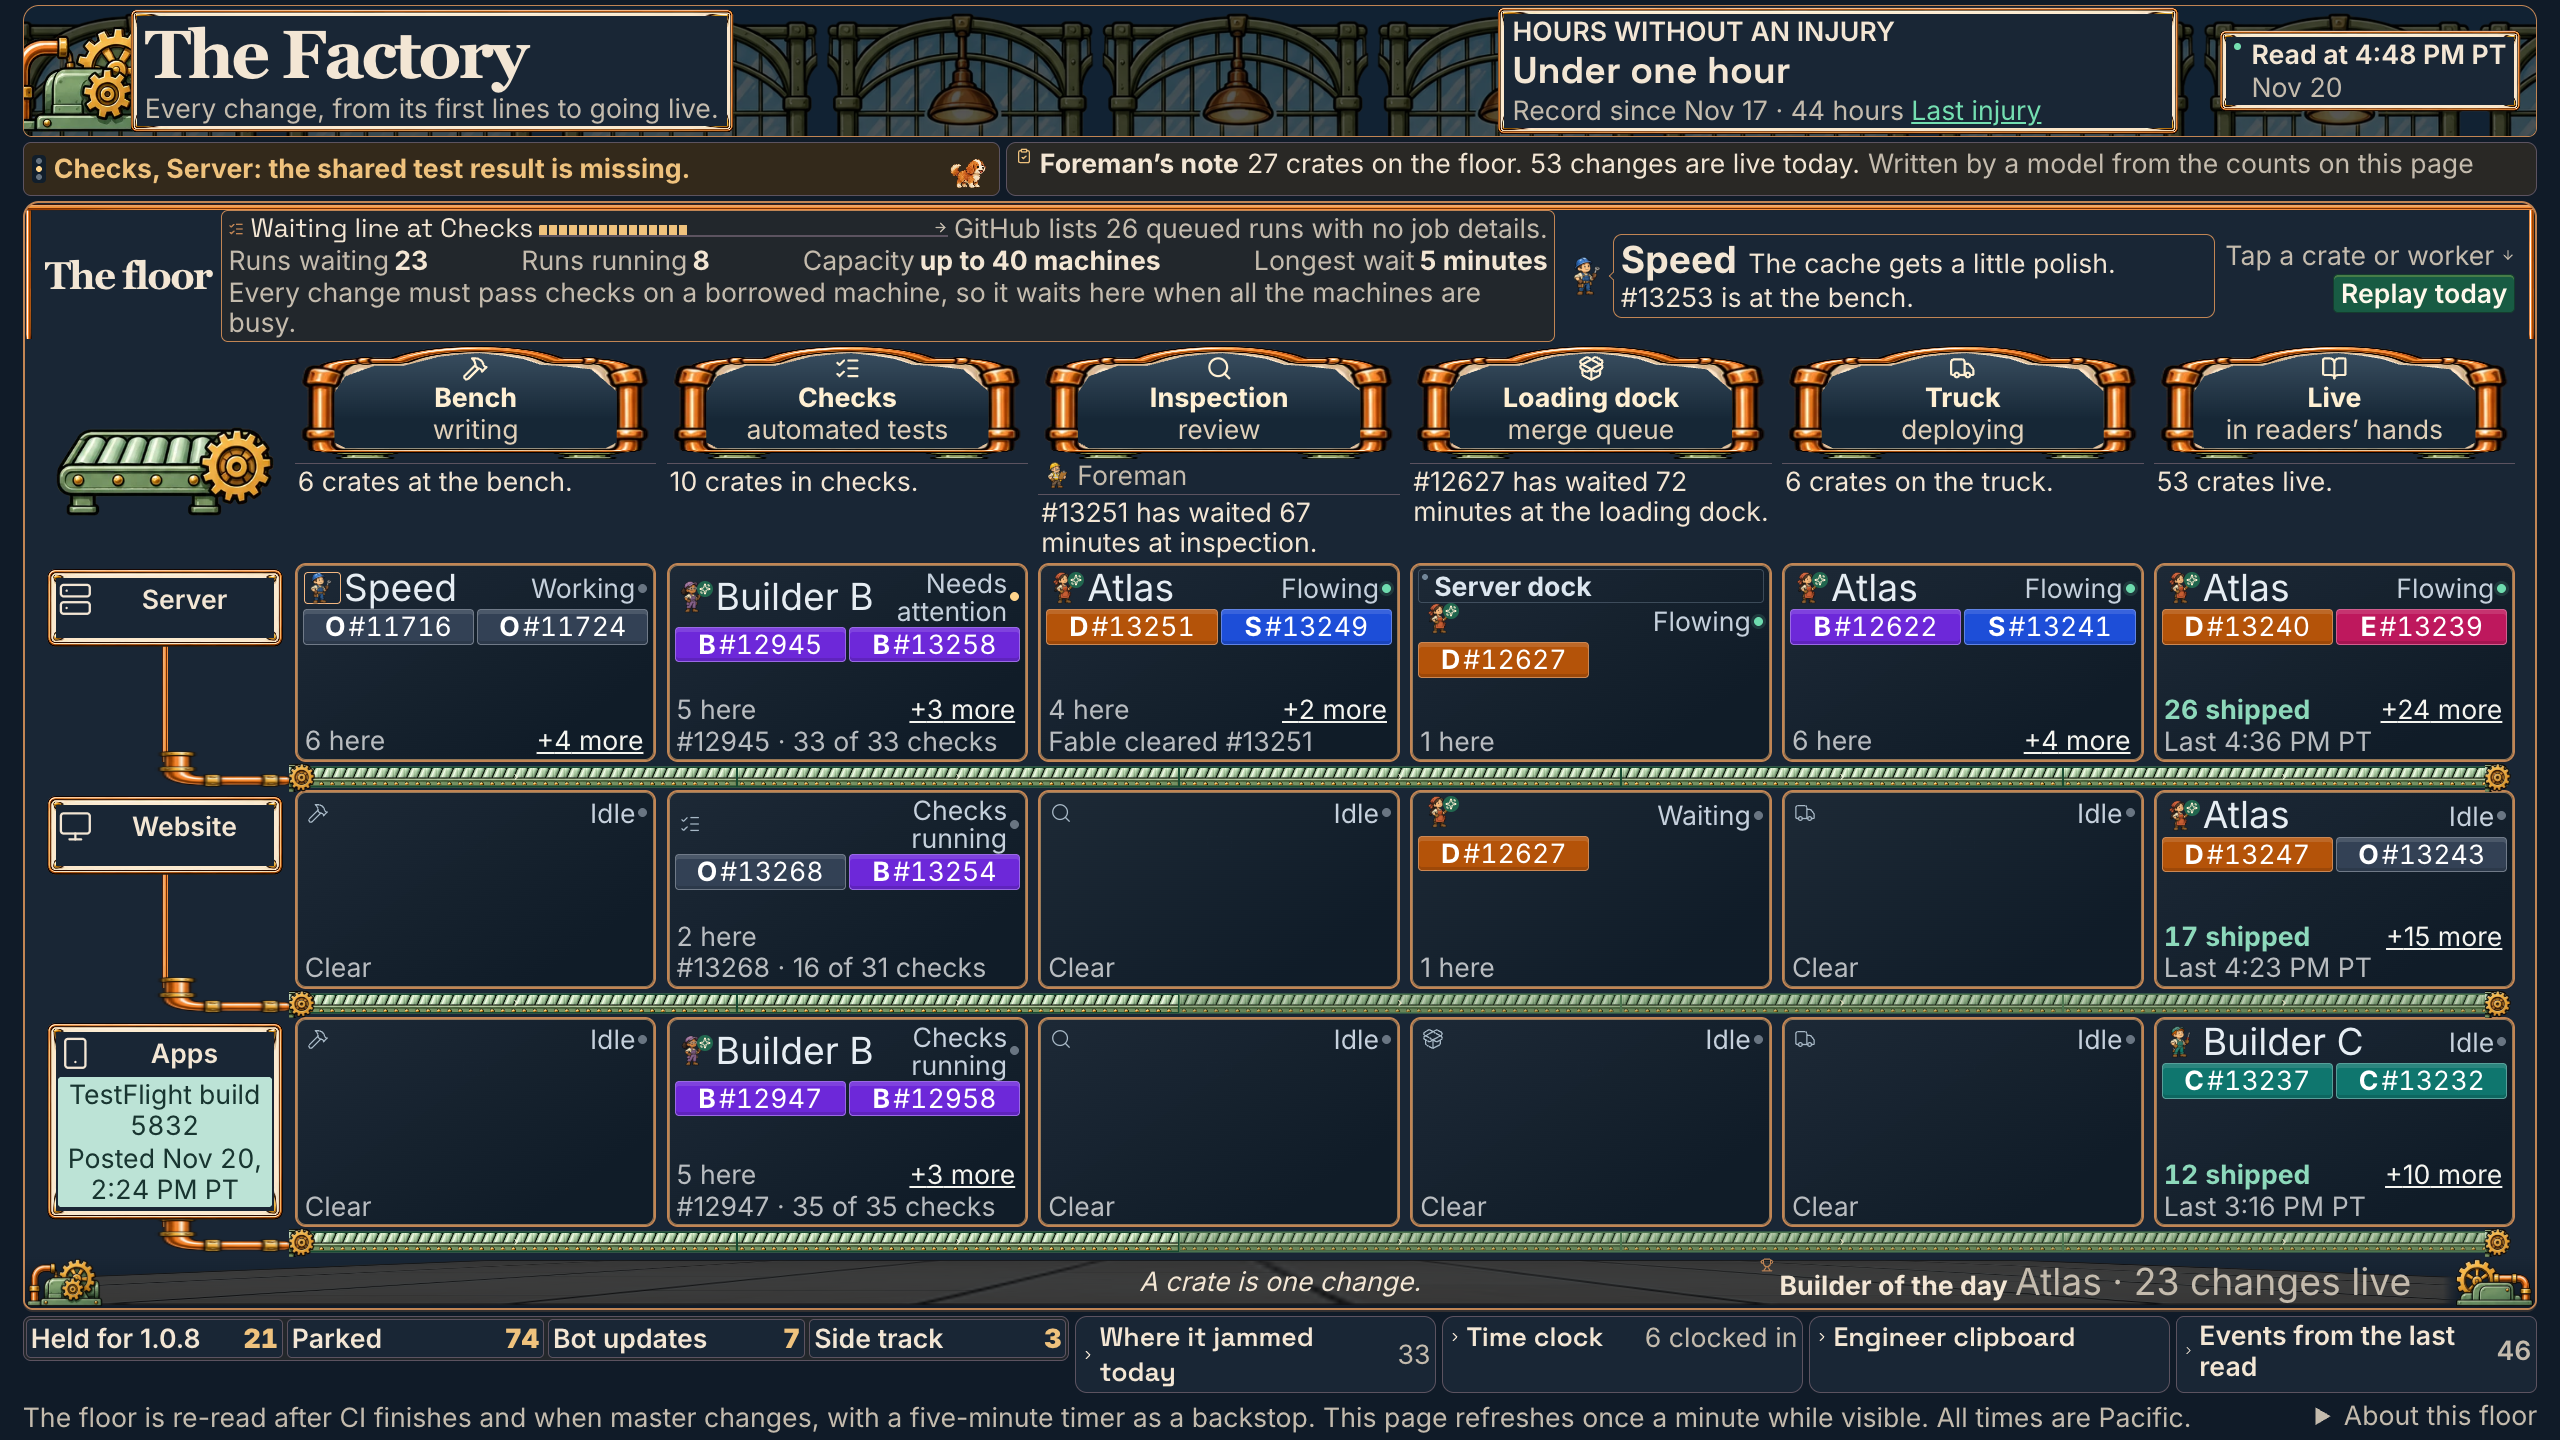 The Factory
Every change, from its first lines to going live.
HOURS WITHOUT AN INJURY
Under one hour
Record since Nov 17 · 44 hours Last injury
Read at 4:48 PM PT
Nov 20
Checks, Server: the shared test result is missing.
Foreman’s note 27 crates on the floor. 53 changes are live today. Written by a model from the counts on this page
The floor
Waiting line at Checks → GitHub lists 26 queued runs with no job details.
Runs waiting 23 Runs running 8 Capacity up to 40 machines Longest wait 5 minutes
Every change must pass checks on a borrowed machine, so it waits here when all the machines are
busy.
Speed The cache gets a little polish.
#13253 is at the bench.
Tap a crate or worker ↓
Replay today
Bench
writing
6 crates at the bench.
Checks
automated tests
10 crates in checks.
Inspection
review
Foreman
#13251 has waited 67
minutes at inspection.
Loading dock
merge queue
#12627 has waited 72
minutes at the loading dock.
Truck
deploying
6 crates on the truck.
Live
in readers’ hands
53 crates live.
Server
Speed Working
O #11716 O #11724
6 here +4 more
Builder B Needs
attention
B #12945 B #13258
5 here +3 more
#12945 · 33 of 33 checks
Atlas Flowing
D #13251 S #13249
4 here +2 more
Fable cleared #13251
Server dock
Flowing
D #12627
1 here
Atlas Flowing
B #12622 S #13241
6 here +4 more
Atlas Flowing
D #13240 E #13239
26 shipped +24 more
Last 4:36 PM PT
Website
Idle
Clear
Checks
running
O #13268 B #13254
2 here
#13268 · 16 of 31 checks
Idle
Clear
Waiting
D #12627
1 here
Idle
Clear
Atlas Idle
D #13247 O #13243
17 shipped +15 more
Last 4:23 PM PT
Apps
TestFlight build
5832
Posted Nov 20,
2:24 PM PT
Idle
Clear
Builder B Checks
running
B #12947 B #12958
5 here +3 more
#12947 · 35 of 35 checks
Idle
Clear
Idle
Clear
Idle
Clear
Builder C Idle
C #13237 C #13232
12 shipped +10 more
Last 3:16 PM PT
A crate is one change.
Builder of the day Atlas · 23 changes live
Held for 1.0.8 21
Parked 74
Bot updates 7
Side track 3
› Where it jammed
today 33
› Time clock 6 clocked in
› Engineer clipboard
› Events from the last
read 46
The floor is re-read after CI finishes and when master changes, with a five-minute timer as a backstop. This page refreshes once a minute while visible. All times are Pacific.
▶ About this floor